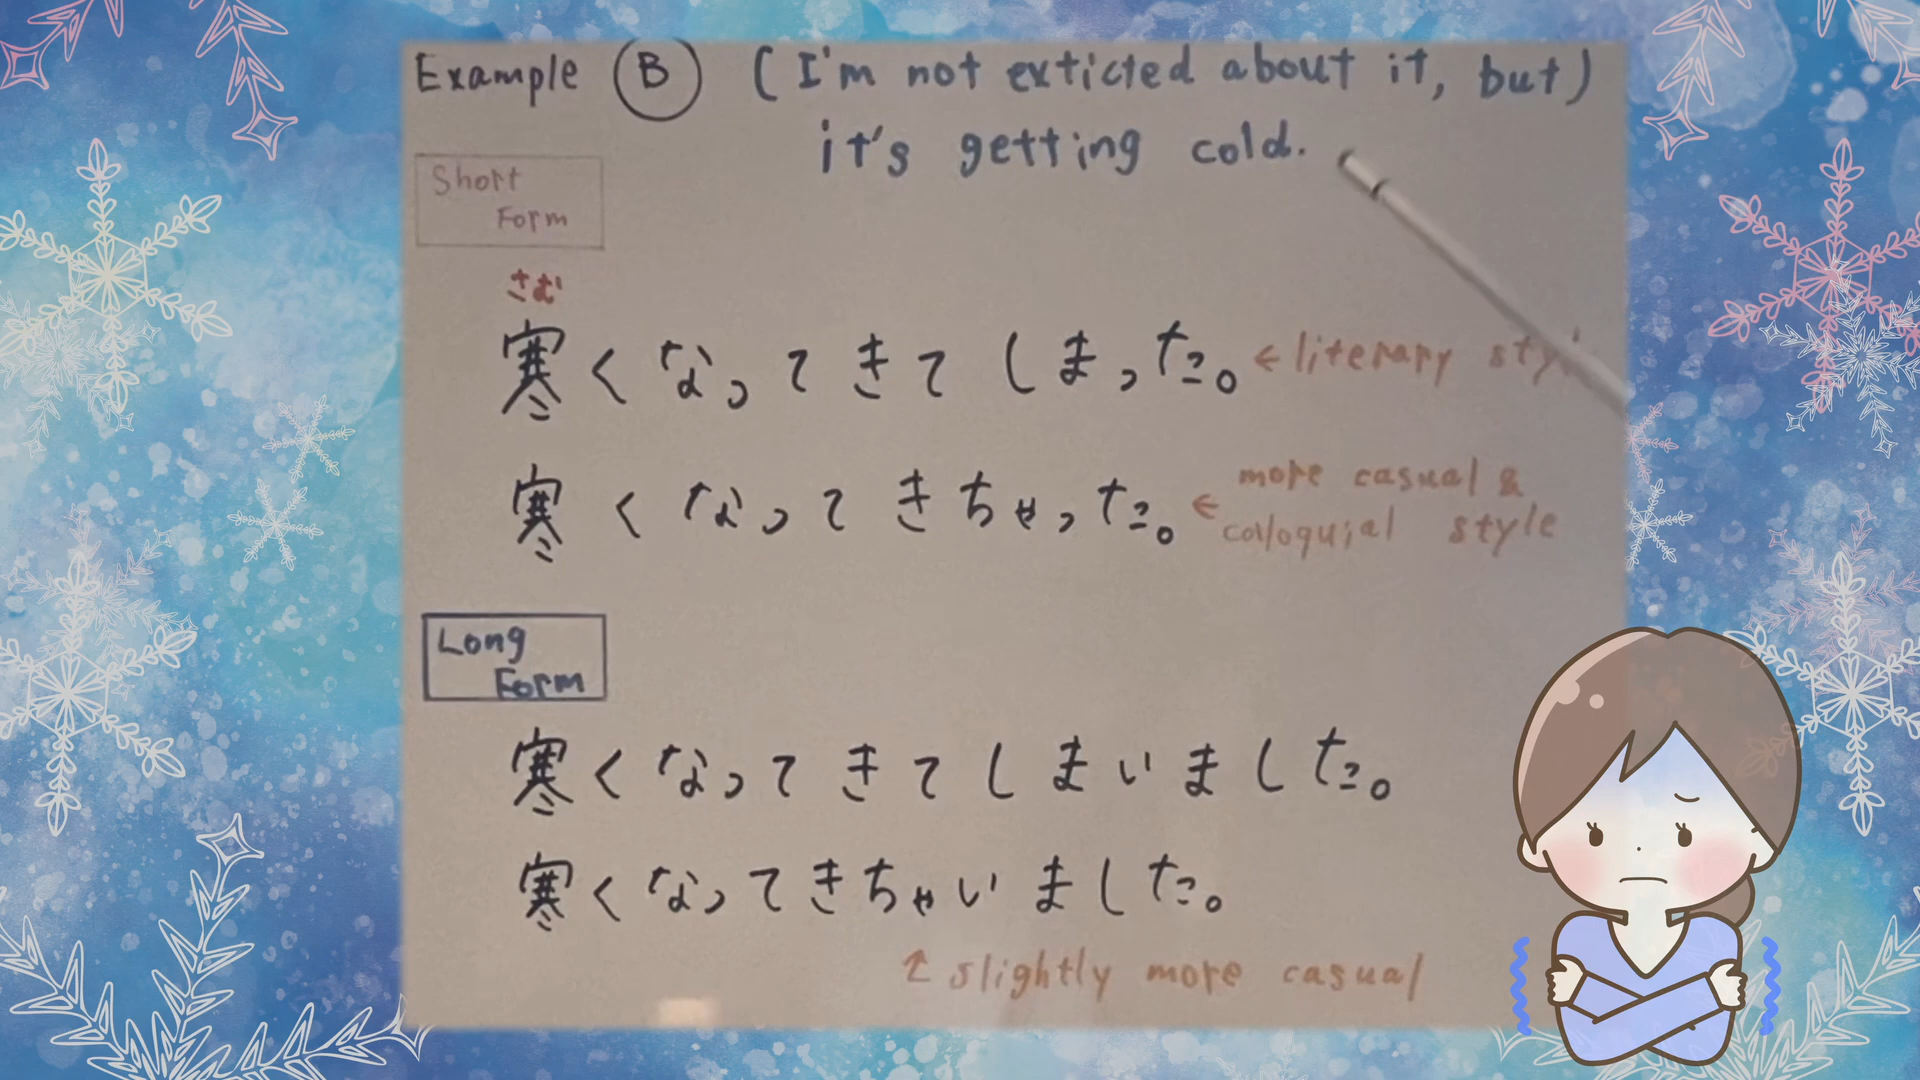 Example Ⓑ (I'm not exticted about it, but)
it's getting cold.
Short
Form
さむ
寒くなってきてしまった。 ← literary
寒くなってきちゃった。 ← more casual &
colloquial style
Long
Form
寒くなってきてしまいました。
寒くなってきちゃいました。
↑ slightly more casual